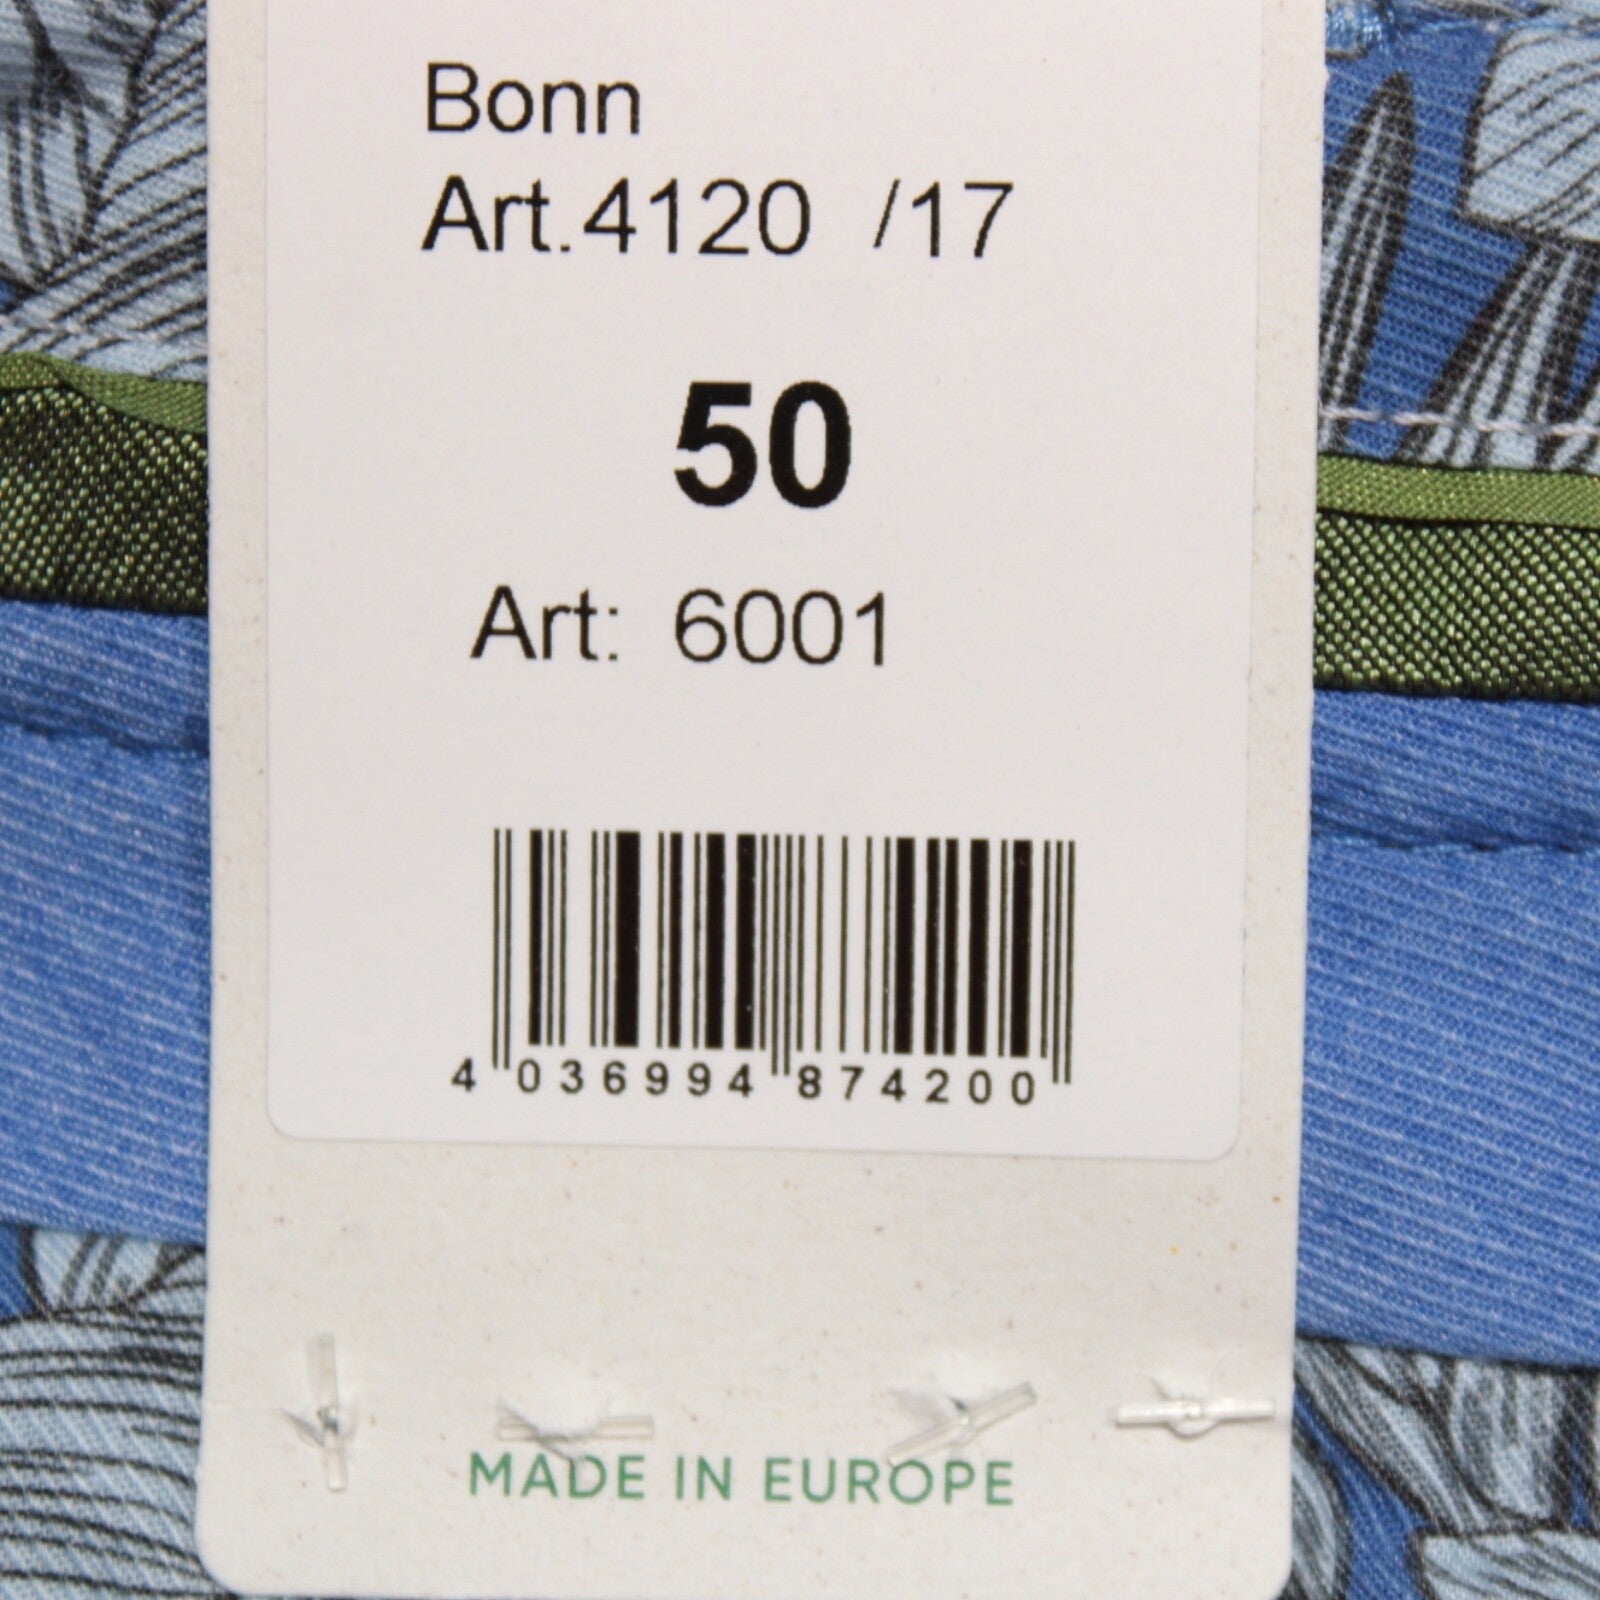 Bonn
Art.4120 /17
50
Art: 6001
4 036994 874200
MADE IN EUROPE